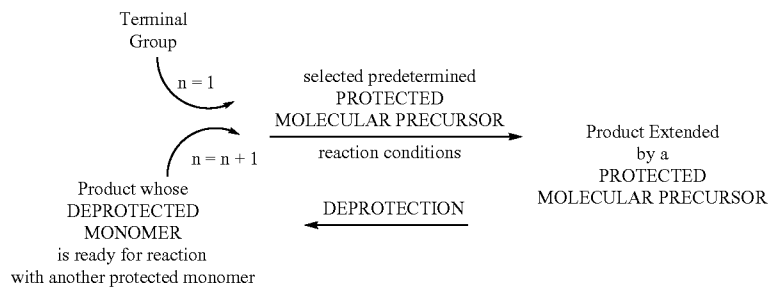 Terminal
Group
n = 1
selected predetermined
PROTECTED
MOLECULAR PRECURSOR
reaction conditions
n = n + 1
Product Extended
by a
PROTECTED
MOLECULAR PRECURSOR
Product whose
DEPROTECTED
MONOMER
is ready for reaction
with another protected monomer
DEPROTECTION